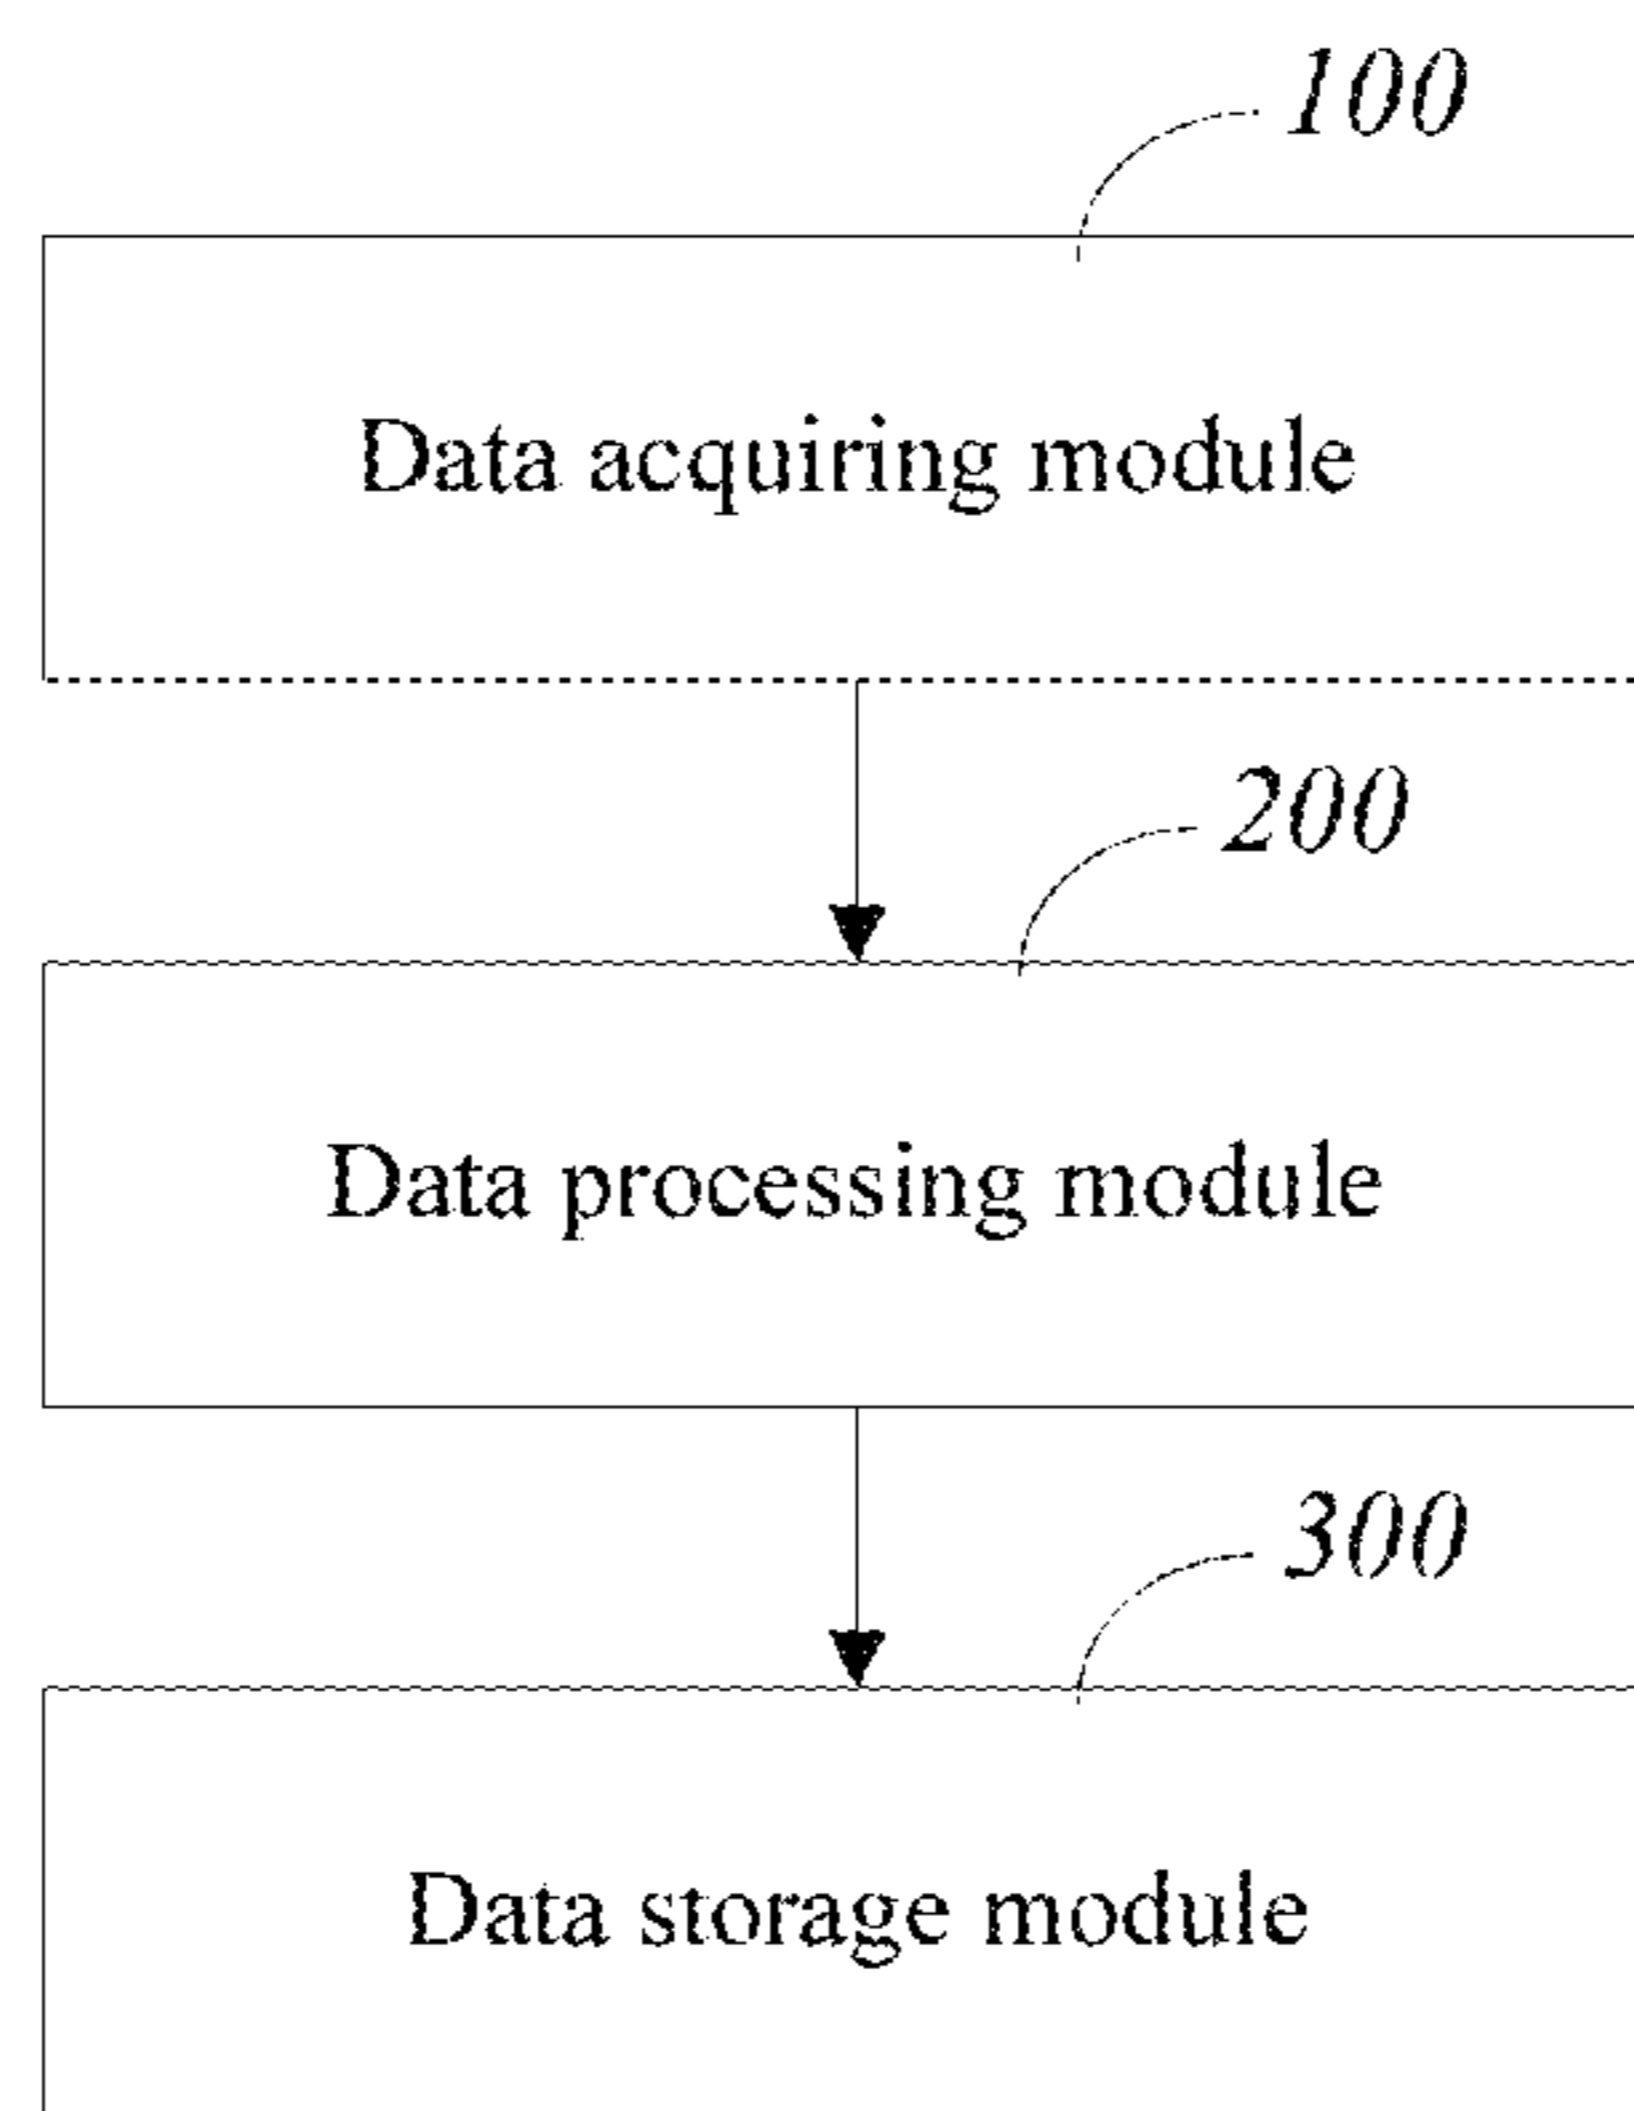 100
Data acquiring module
200
Data processing module
300
Data storage module